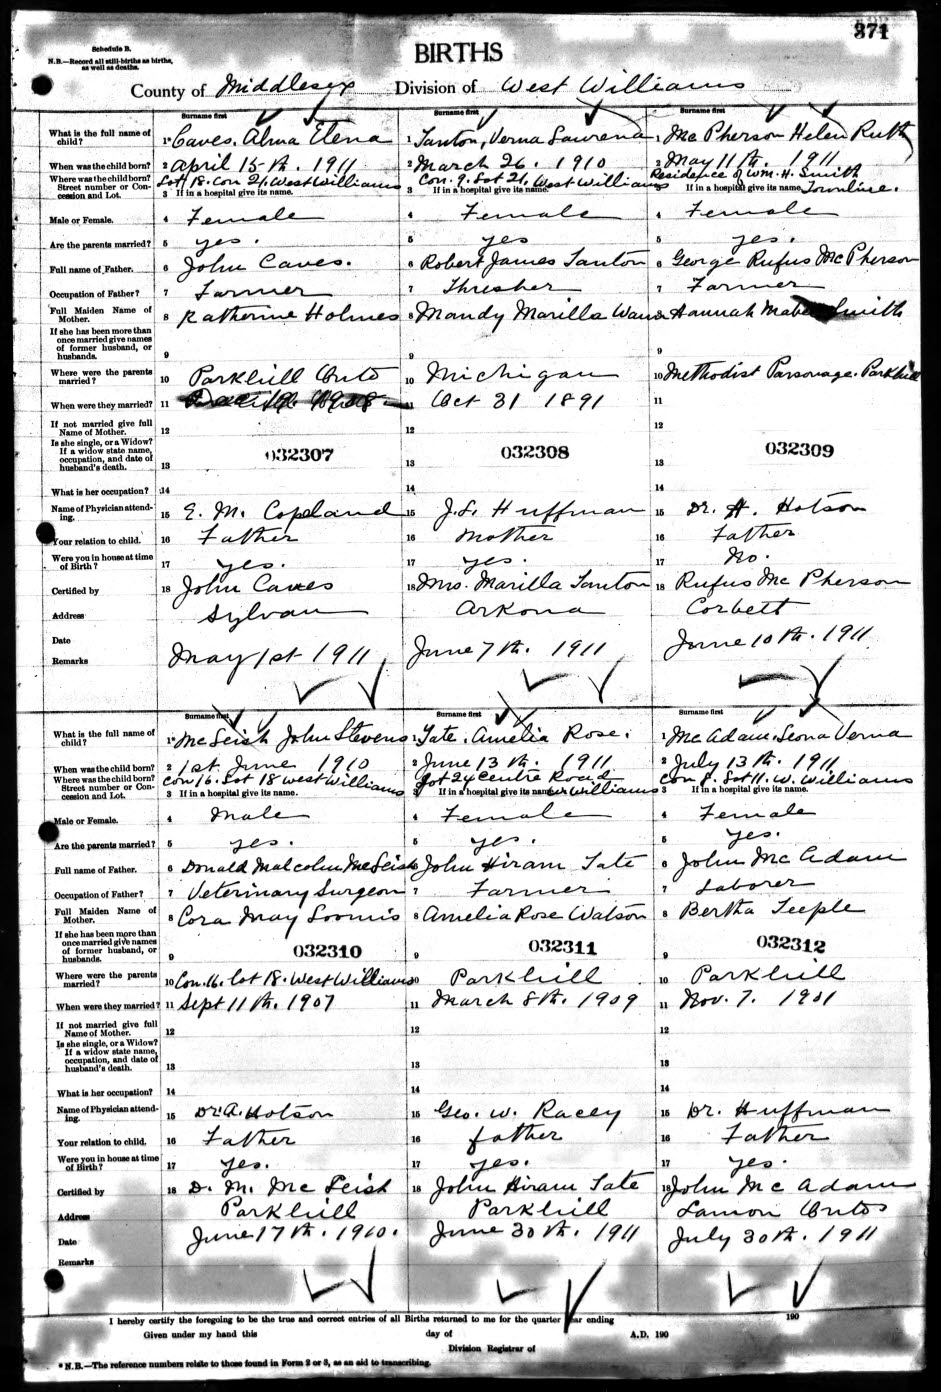 371
Schedule B.
N.B.—Record all still-births as births,
as well as deaths.
BIRTHS
County of Middlesex Division of West Williams
Surname first Surname first Surname first
What is the full name of child? 1* Caves, Alma Elena 1 Tanton, Verna Laurena 1 McPherson Helen Ruth
When was the child born? 2 April 15th. 1911 2 March 26. 1910 2 May 11th. 1911
Where was the child born? Street number or Concession and Lot. 3 If in a hospital give its name. Lot 18. Con 21. West Williams 3 If in a hospital give its name. Con. 9. Lot 21, West Williams If in a hospital give its name. Residence of Wm. H. Smith Townline.
Male or Female. 4 Female 4 Female 4 Female
Are the parents married? 5 yes. 5 yes 5 yes.
Full name of Father. 6 John Caves. 6 Robert James Tanton 6 George Rufus McPherson
Occupation of Father? 7 Farmer 7 Thresher 7 Farmer
Full Maiden Name of Mother. 8 Katherine Holmes 8 Mandy Marilla 8 Hannah Mabel Smith
If she has been more than once married give names of former husband, or husbands. 9 9 9
Where were the parents married? 10 Parkhill Onto 10 Michigan 10 Methodist Parsonage. Parkhill
When were they married? 11 11 Oct 31 1891 11
If not married give full Name of Mother. 12 12 12
Is she single, or a Widow? If a widow state name, occupation, and date of husband's death. 13 032307 13 032308 13 032309
What is her occupation? 14 14 14
Name of Physician attending. 15 E. M. Copeland 15 J.L. Huffman 15 Dr. A. Hotson
Your relation to child. 16 Father 16 Mother 16 Father
Were you in house at time of Birth? 17 yes. 17 yes. 17 No.
Certified by 18 John Caves 18 Mrs. Marilla Tanton 18 Rufus McPherson
Address Sylvan Arkona Corbett
Date
Remarks May 1st 1911 June 7th. 1911 June 10th. 1911
Surname first Surname first Surname first
What is the full name of child? 1* McLeish John Stevens 1 Tate. Amelia Rose. 1 McAdam. Leona Verna
When was the child born? 2 1st June 1910 2 June 13th. 1911 2 July 13th. 1911
Where was the child born? Street number or Concession and Lot. 3 If in a hospital give its name. Con 16. Lot 18 west Williams 3 If in a hospital give its name. Lot 24 Centre Road W Williams 3 If in a hospital give its name. Con 8. Lot 11. W. Williams
Male or Female. 4 Male 4 Female 4 Female
Are the parents married? 5 yes. 5 yes. 5 yes.
Full name of Father. 6 Donald Malcolm McLeish 6 John Hiram Tate 6 John McAdam
Occupation of Father? 7 Veterinary Surgeon 7 Farmer 7 Laborer
Full Maiden Name of Mother. 8 Cora May Loomis 8 Amelia Rose Watson 8 Bertha Teeple
If she has been more than once married give names of former husband, or husbands. 9 032310 9 032311 9 032312
Where were the parents married? 10 Con. 16. Lot 18. West Williams 10 Parkhill 10 Parkhill
When were they married? 11 Sept 11th. 1907 11 March 8th. 1909 11 Nov. 7. 1901
If not married give full Name of Mother. 12 12 12
Is she single, or a Widow? If a widow state name, occupation, and date of husband's death. 13 13 13
What is her occupation? 14 14 14
Name of Physician attending. 15 Dr. A. Hotson 15 Geo. W. Racey 15 Dr. Huffman
Your relation to child. 16 Father 16 father 16 Father
Were you in house at time of Birth? 17 yes. 17 yes. 17 yes.
Certified by 18 D. M. McLeish 18 John Hiram Tate 18 John McAdam
Address Parkhill Parkhill Lamon Onto
Date June 17th. 1910. June 30th. 1911 July 30th. 1911
Remarks
I hereby certify the foregoing to be the true and correct entries of all Births returned to me for the quarter year ending 190
Given under my hand this day of A.D. 190
Division Registrar of
* N.B.—The reference numbers relate to those found in Form 2 or 3, as an aid to transcribing.